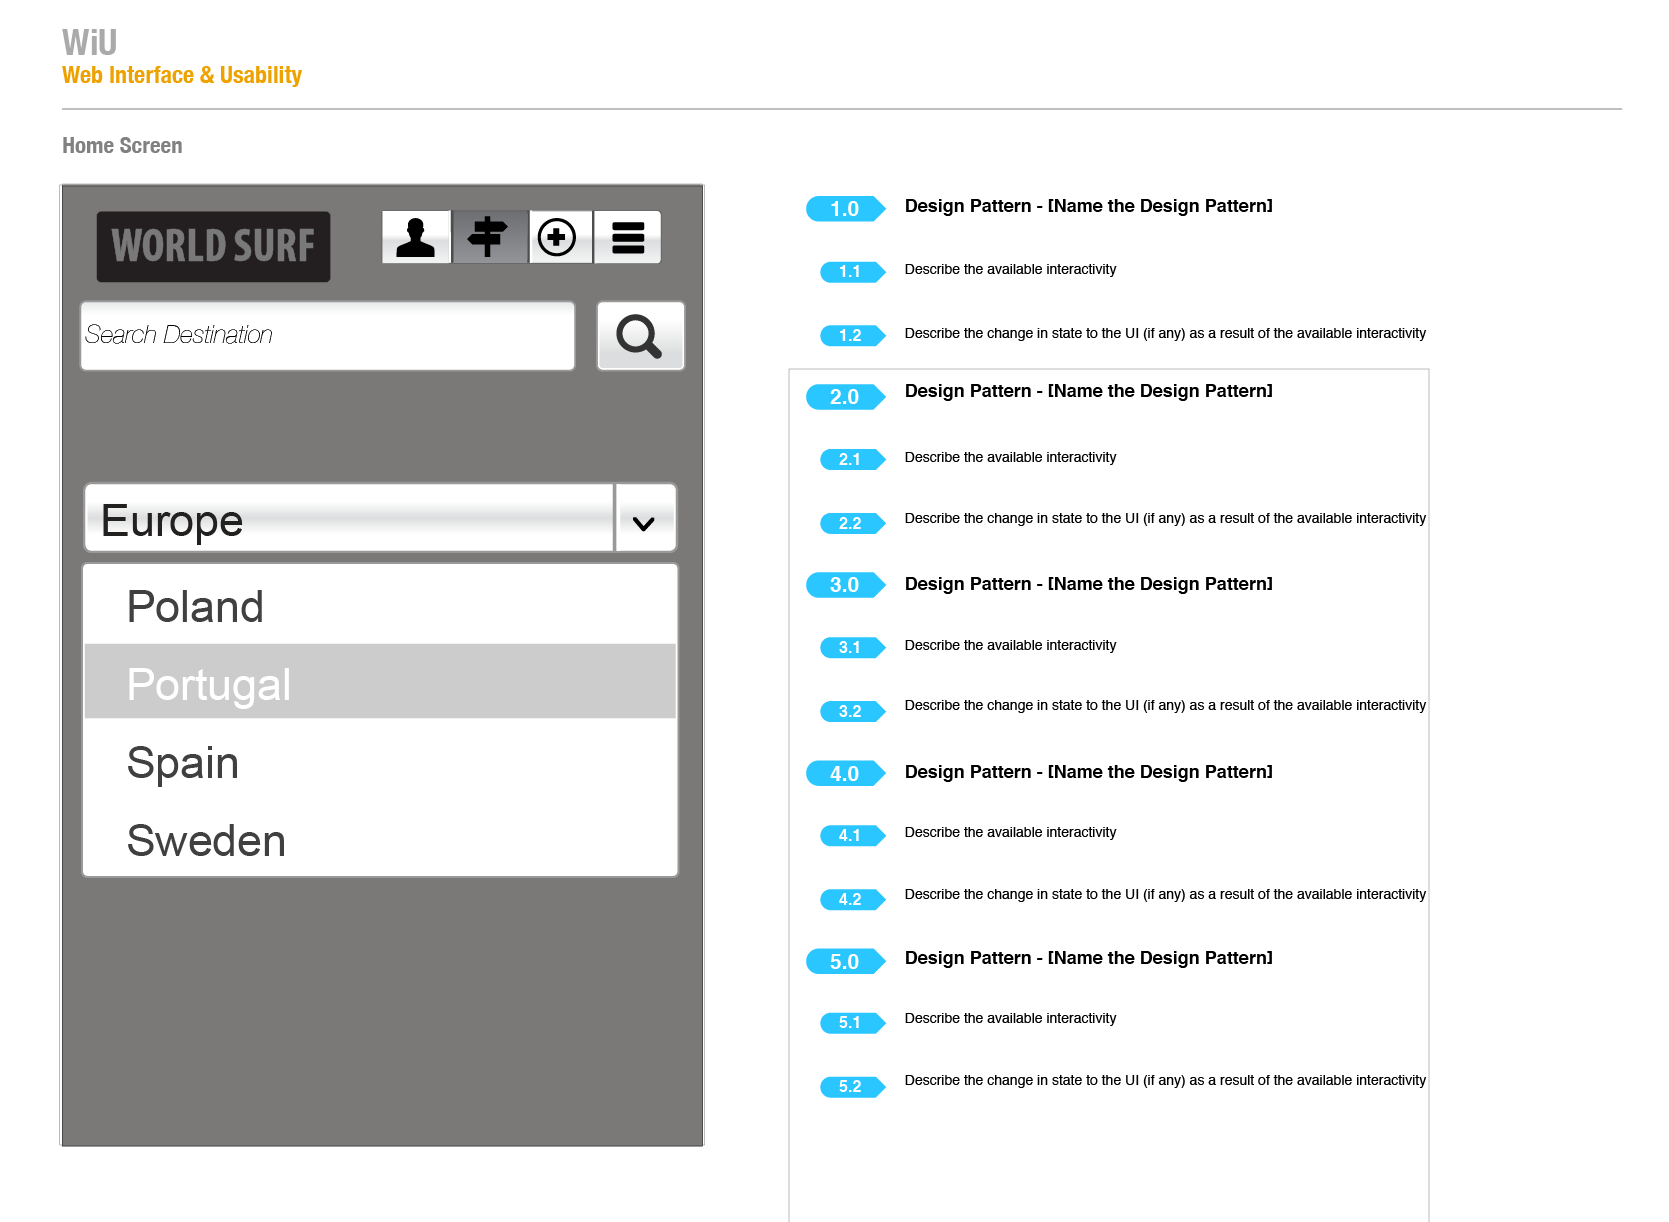 WiU
Web Interface & Usability
Home Screen
WORLD SURF
Search Destination
Europe
Poland
Portugal
Spain
Sweden
1.0 Design Pattern - [Name the Design Pattern]
1.1 Describe the available interactivity
1.2 Describe the change in state to the UI (if any) as a result of the available interactivity
2.0 Design Pattern - [Name the Design Pattern]
2.1 Describe the available interactivity
2.2 Describe the change in state to the UI (if any) as a result of the available interactivity
3.0 Design Pattern - [Name the Design Pattern]
3.1 Describe the available interactivity
3.2 Describe the change in state to the UI (if any) as a result of the available interactivity
4.0 Design Pattern - [Name the Design Pattern]
4.1 Describe the available interactivity
4.2 Describe the change in state to the UI (if any) as a result of the available interactivity
5.0 Design Pattern - [Name the Design Pattern]
5.1 Describe the available interactivity
5.2 Describe the change in state to the UI (if any) as a result of the available interactivity